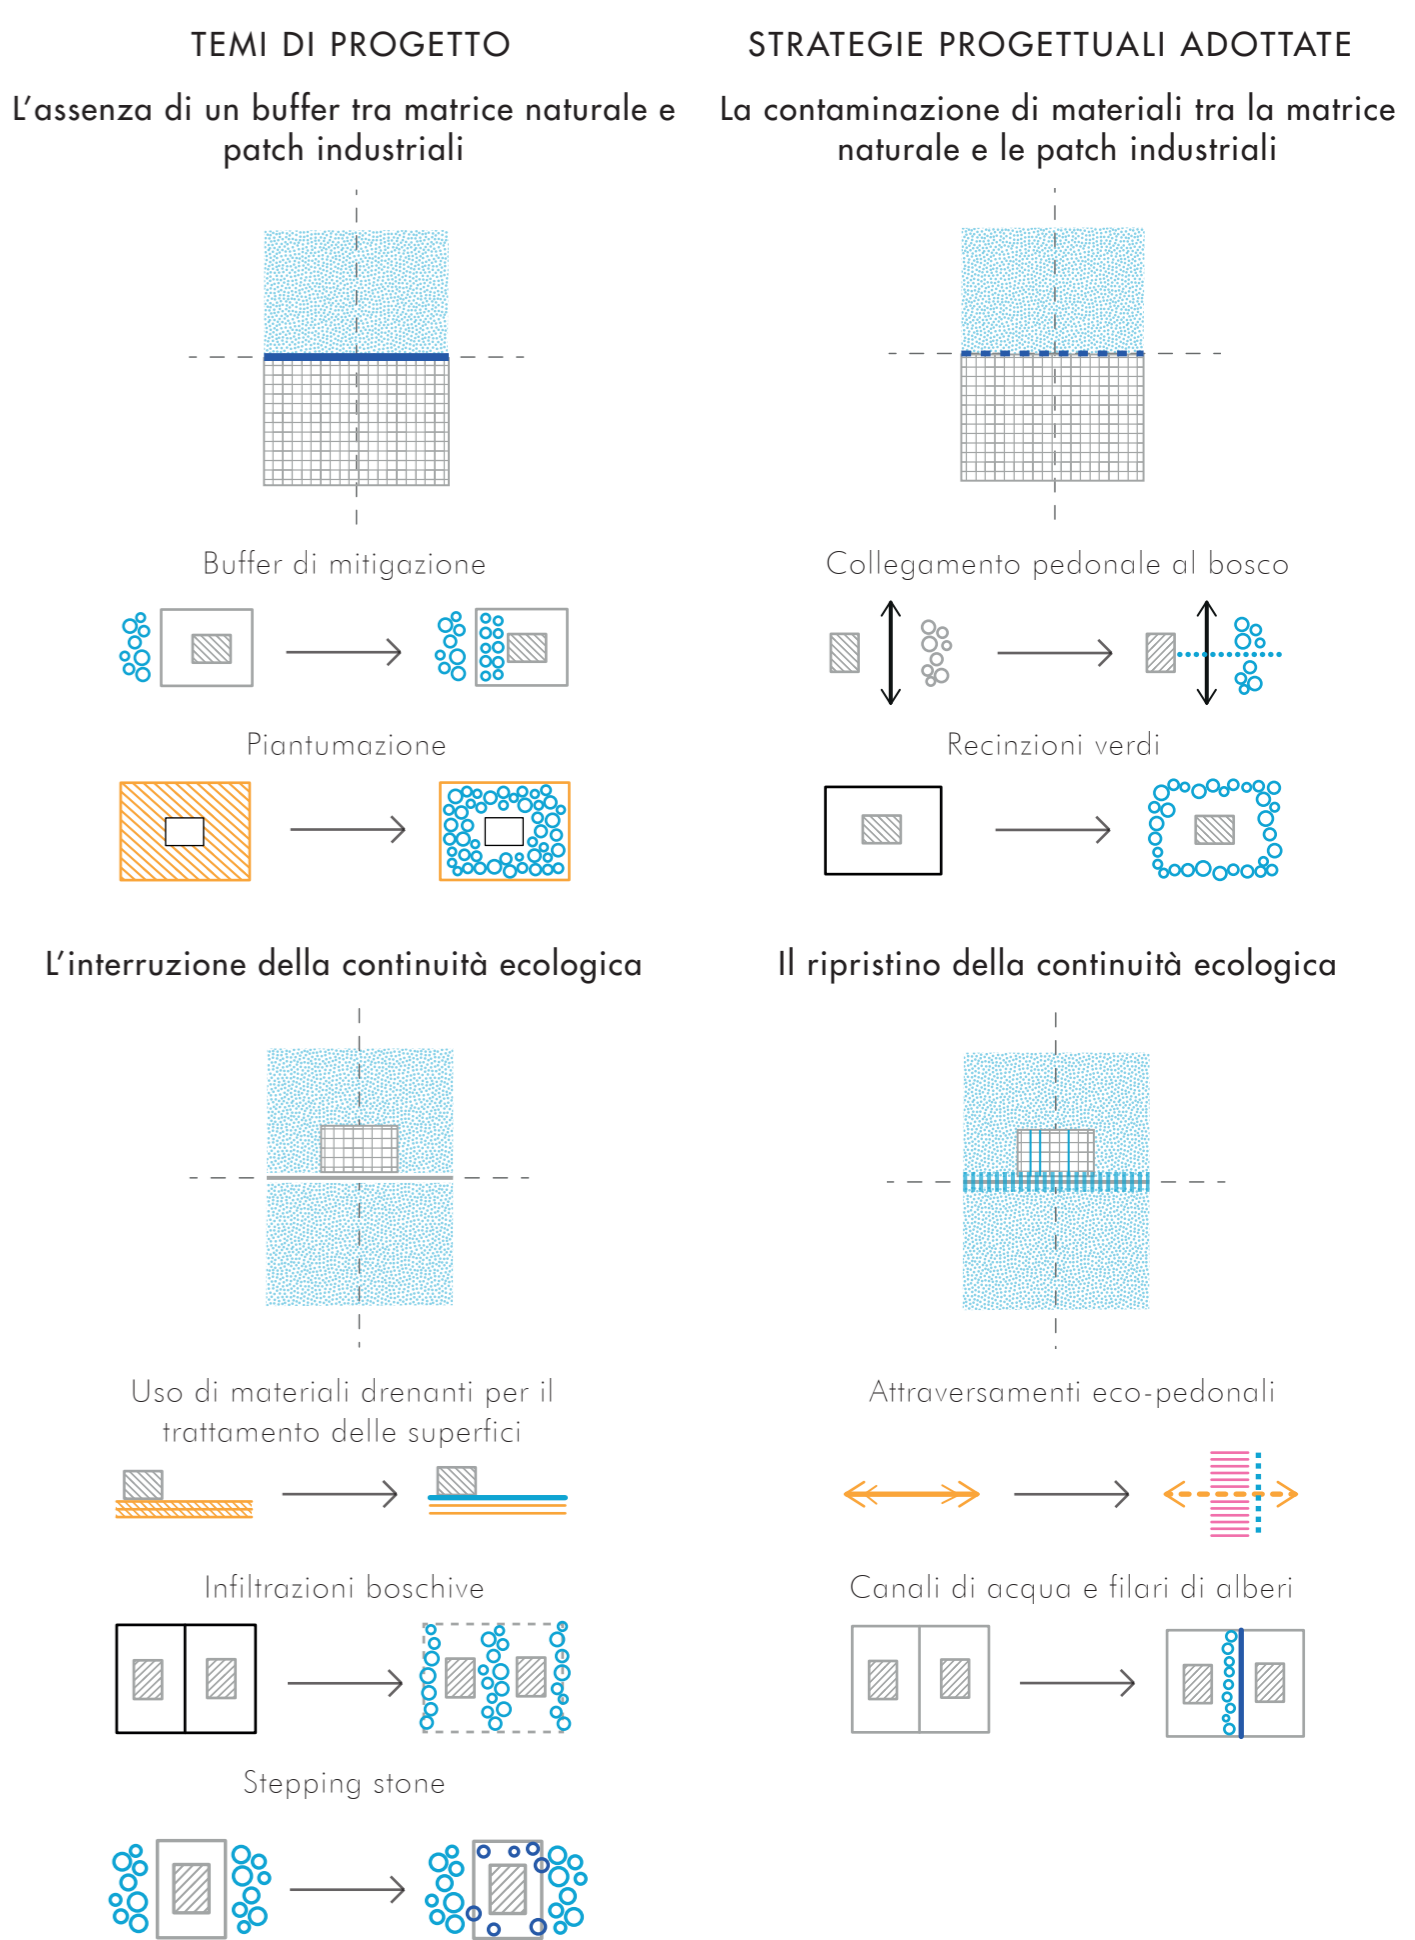 TEMI DI PROGETTO
STRATEGIE PROGETTUALI ADOTTATE
L'assenza di un buffer tra matrice naturale e
patch industriali
La contaminazione di materiali tra la matrice
naturale e le patch industriali
Buffer di mitigazione
Collegamento pedonale al bosco
Piantumazione
Recinzioni verdi
L'interruzione della continuità ecologica
Il ripristino della continuità ecologica
Uso di materiali drenanti per il
trattamento delle superfici
Attraversamenti eco-pedonali
Infiltrazioni boschive
Canali di acqua e filari di alberi
Stepping stone